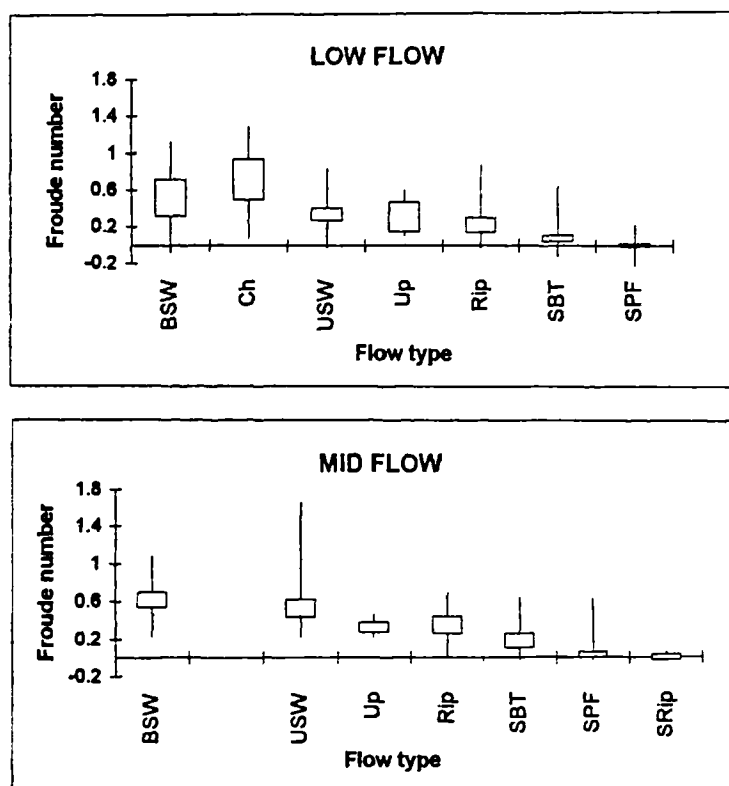 LOW FLOW
Froude number
1.8
1.4
1
0.6
0.2
-0.2
BSW
Ch
USW
Up
Rip
SBT
SPF
Flow type
MID FLOW
Froude number
1.8
1.4
1
0.6
0.2
-0.2
BSW
USW
Up
Rip
SBT
SPF
SRip
Flow type